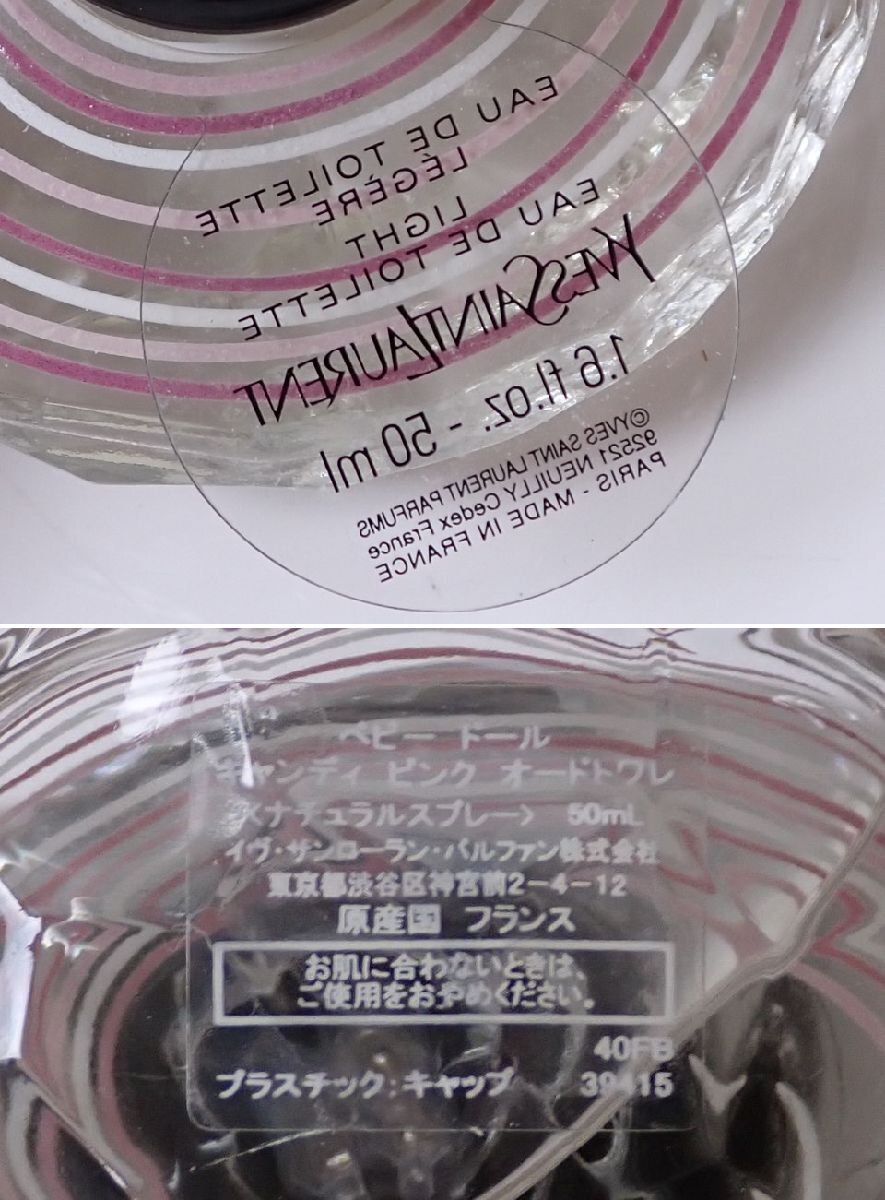 EAU DE TOILETTE
LÉGÈRE
LIGHT
EAU DE TOILETTE
YVESSAINTLAURENT
1.6 fl.oz. - 50 ml
©YVES SAINT LAURENT PARFUMS
92521 NEUILLY Cedex France
PARIS - MADE IN FRANCE
ベビー ドール
キャンディ ピンク オードトワレ
<ナチュラルスプレー> 50mL
イヴ・サンローラン・パルファン株式会社
東京都渋谷区神宮前2-4-12
原産国 フランス
お肌に合わないときは、
ご使用をおやめください。
40FB
プラスチック:キャップ 39415